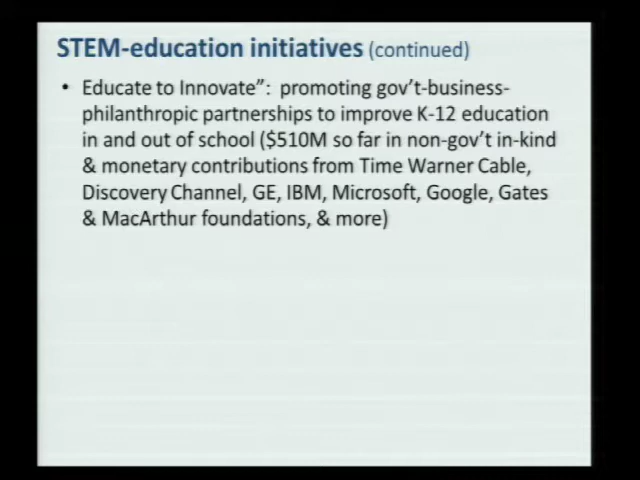 STEM-education initiatives (continued)
• Educate to Innovate”: promoting gov’t-business-
philanthropic partnerships to improve K-12 education
in and out of school ($510M so far in non-gov’t in-kind
& monetary contributions from Time Warner Cable,
Discovery Channel, GE, IBM, Microsoft, Google, Gates
& MacArthur foundations, & more)